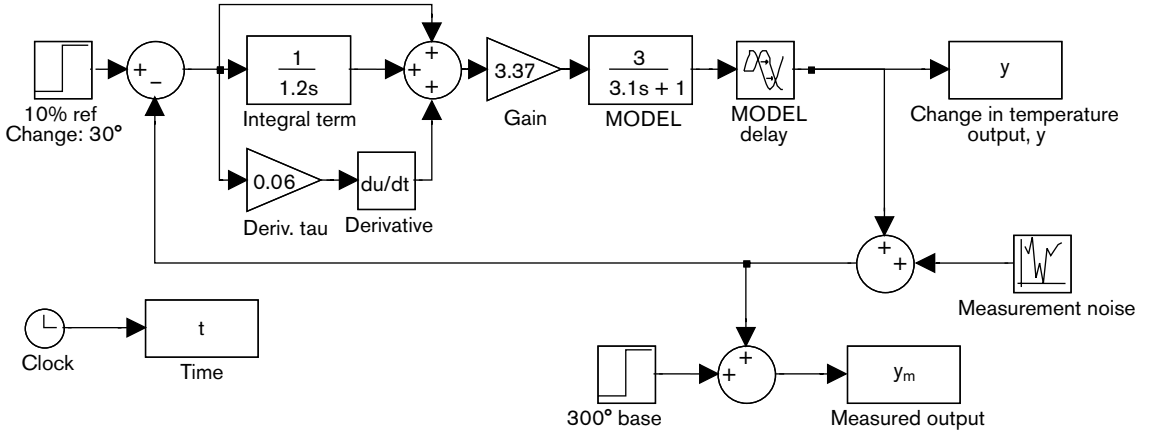 +
–
10% ref
Change: 30°
1
1.2s
Integral term
+
+
+
3.37
Gain
3
3.1s + 1
MODEL
MODEL
delay
y
Change in temperature
output, y
0.06
Deriv. tau
du/dt
Derivative
+
+
Measurement noise
Clock
t
Time
300° base
+
+
ym
Measured output